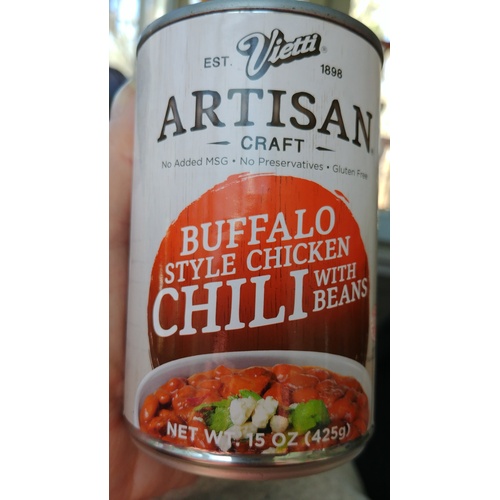 Vietti®
EST. 1898
ARTISAN
CRAFT
No Added MSG • No Preservatives • Gluten Free
BUFFALO
STYLE CHICKEN
CHILI WITH BEANS
NET WT. 15 OZ (425g)